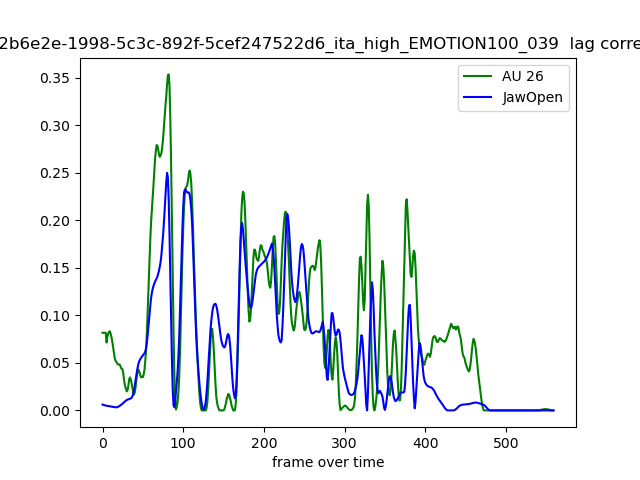 2b6e2e-1998-5c3c-892f-5cef247522d6_ita_high_EMOTION100_039 lag corre
AU 26
JawOpen
0.35
0.30
0.25
0.20
0.15
0.10
0.05
0.00
0 100 200 300 400 500
frame over time